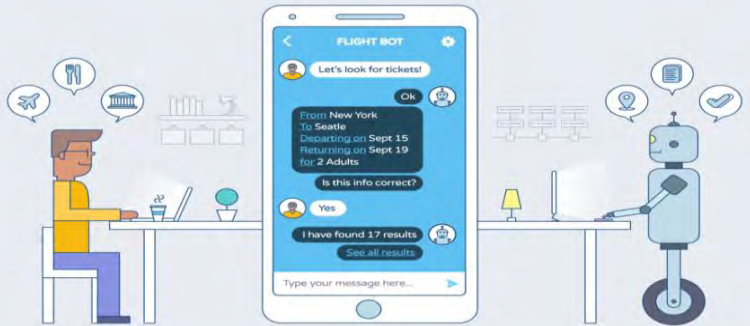 FLIGHT BOT
Let's look for tickets!
Ok
From New York
To Seatle
Departing on Sept 15
Returning on Sept 19
for 2 Adults
Is this info correct?
Yes
I have found 17 results
See all results
Type your message here...